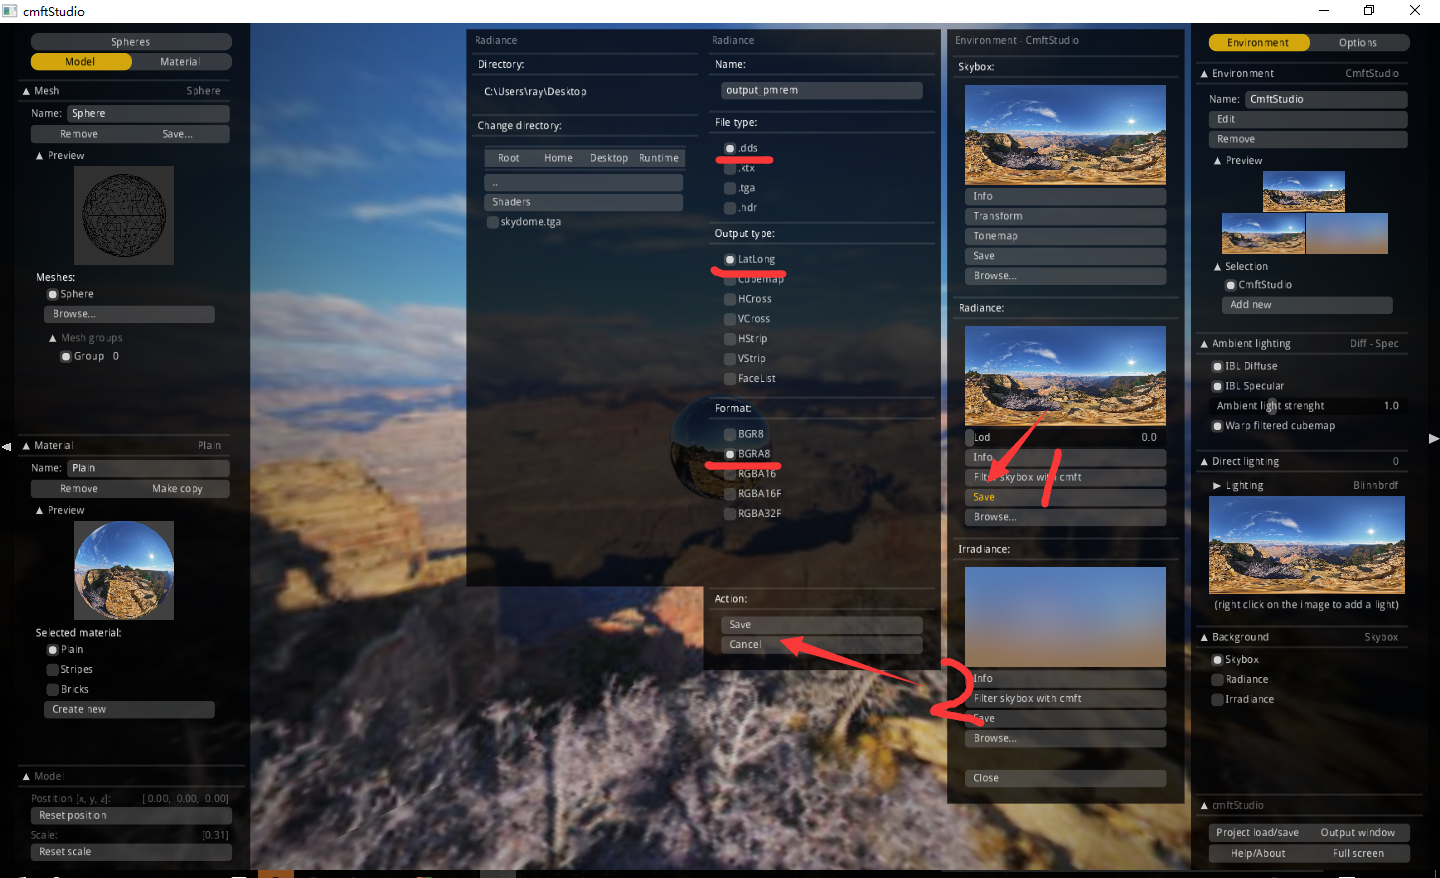 cmftStudio
Spheres
Model Material
▲ Mesh Sphere
Name: Sphere
Remove Save...
▲ Preview
Meshes:
Sphere
Browse...
▲ Mesh groups
Group 0
▲ Material Plain
Name: Plain
Remove Make copy
▲ Preview
Selected material:
Plain
Stripes
Bricks
Create new
▲ Model
Postition [x, y, z]: [ 0.00, 0.00, 0.00]
Reset position
Scale: [0.31]
Reset scale
Radiance
Directory:
C:\Users\ray\Desktop
Change directory:
Root Home Desktop Runtime
..
Shaders
skydome.tga
Radiance
Name:
output_pmrem
File type:
.dds
.ktx
.tga
.hdr
Output type:
LatLong
Cubemap
HCross
VCross
HStrip
VStrip
FaceList
Format:
BGR8
BGRA8
RGBA16
RGBA16F
RGBA32F
Action:
Save
Cancel
Environment - CmftStudio
Skybox:
Info
Transform
Tonemap
Save
Browse...
Radiance:
Lod 0.0
Info
Filter skybox with cmft
Save
Browse...
1
Irradiance:
Info
Filter skybox with cmft
Save
Browse...
2
Close
Environment Options
▲ Environment CmftStudio
Name: CmftStudio
Edit
Remove
▲ Preview
▲ Selection
CmftStudio
Add new
▲ Ambient lighting Diff - Spec
IBL Diffuse
IBL Specular
Ambient light strenght 1.0
Warp filtered cubemap
▲ Direct lighting 0
▶ Lighting Blinnbrdf
(right click on the image to add a light)
▲ Background Skybox
Skybox
Radiance
Irradiance
▲ cmftStudio
Project load/save Output window
Help/About Full screen